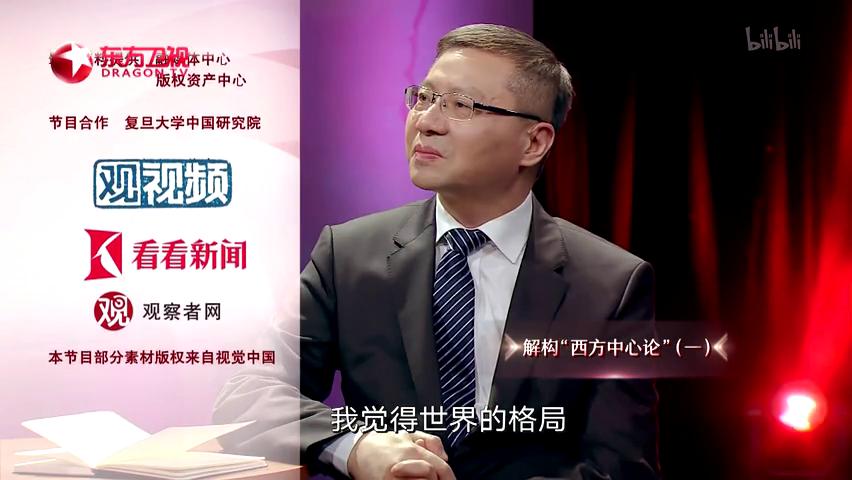 东方卫视
DRAGON TV
bilibili
版权资产中心
节目合作 复旦大学中国研究院
观视频
看看新闻
观 观察者网
本节目部分素材版权来自视觉中国
解构“西方中心论”(一)
我觉得世界的格局